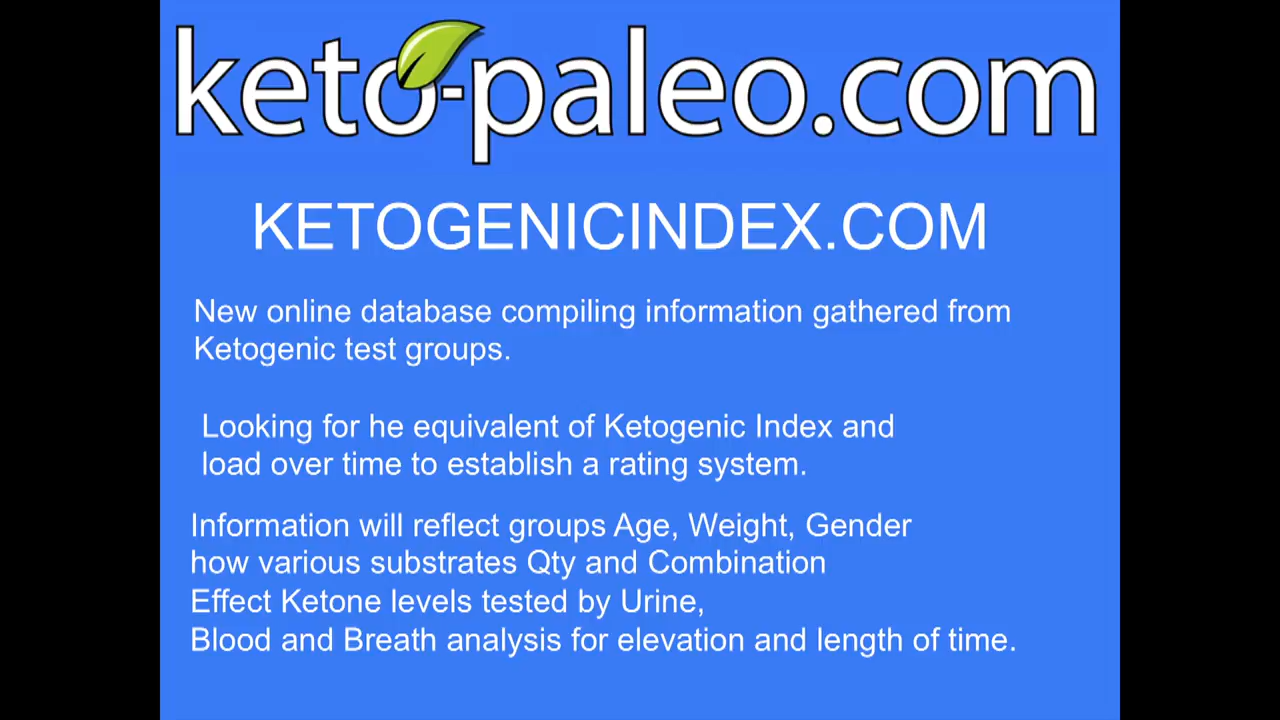 keto-paleo.com
KETOGENICINDEX.COM
New online database compiling information gathered from
Ketogenic test groups.
Looking for he equivalent of Ketogenic Index and
load over time to establish a rating system.
Information will reflect groups Age, Weight, Gender
how various substrates Qty and Combination
Effect Ketone levels tested by Urine,
Blood and Breath analysis for elevation and length of time.